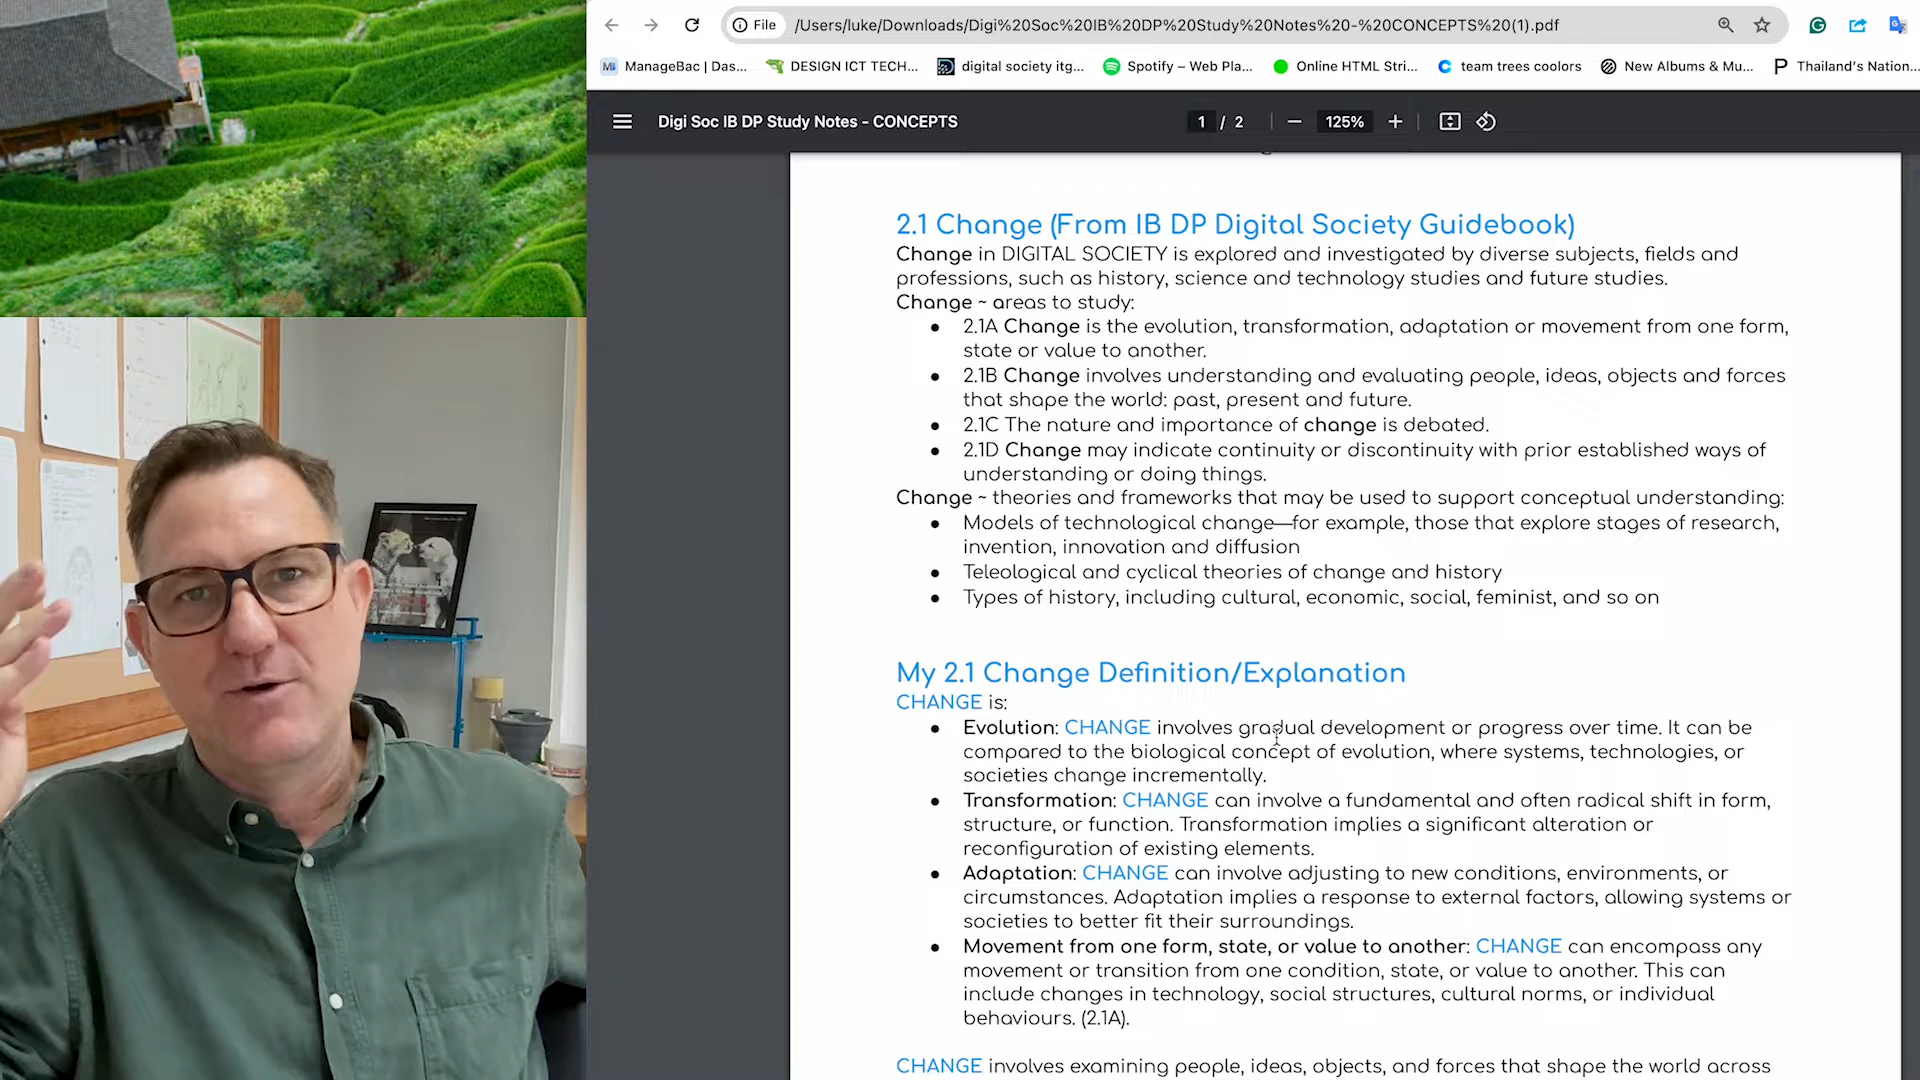 File
/Users/luke/Downloads/Digi%20Soc%20IB%20DP%20Study%20Notes%20-%20CONCEPTS%20(1).pdf
ManageBac | Das...
DESIGN ICT TECH...
digital society itg...
Spotify – Web Pla...
Online HTML Stri...
team trees coolors
New Albums & Mu...
Thailand's Nation...
Digi Soc IB DP Study Notes - CONCEPTS
1 / 2
125%
2.1 Change (From IB DP Digital Society Guidebook)
Change in DIGITAL SOCIETY is explored and investigated by diverse subjects, fields and
professions, such as history, science and technology studies and future studies.
Change ~ areas to study:
● 2.1A Change is the evolution, transformation, adaptation or movement from one form,
state or value to another.
● 2.1B Change involves understanding and evaluating people, ideas, objects and forces
that shape the world: past, present and future.
● 2.1C The nature and importance of change is debated.
● 2.1D Change may indicate continuity or discontinuity with prior established ways of
understanding or doing things.
Change ~ theories and frameworks that may be used to support conceptual understanding:
● Models of technological change—for example, those that explore stages of research,
invention, innovation and diffusion
● Teleological and cyclical theories of change and history
● Types of history, including cultural, economic, social, feminist, and so on
My 2.1 Change Definition/Explanation
CHANGE is:
● Evolution: CHANGE involves gradual development or progress over time. It can be
compared to the biological concept of evolution, where systems, technologies, or
societies change incrementally.
● Transformation: CHANGE can involve a fundamental and often radical shift in form,
structure, or function. Transformation implies a significant alteration or
reconfiguration of existing elements.
● Adaptation: CHANGE can involve adjusting to new conditions, environments, or
circumstances. Adaptation implies a response to external factors, allowing systems or
societies to better fit their surroundings.
● Movement from one form, state, or value to another: CHANGE can encompass any
movement or transition from one condition, state, or value to another. This can
include changes in technology, social structures, cultural norms, or individual
behaviours. (2.1A).
CHANGE involves examining people, ideas, objects, and forces that shape the world across